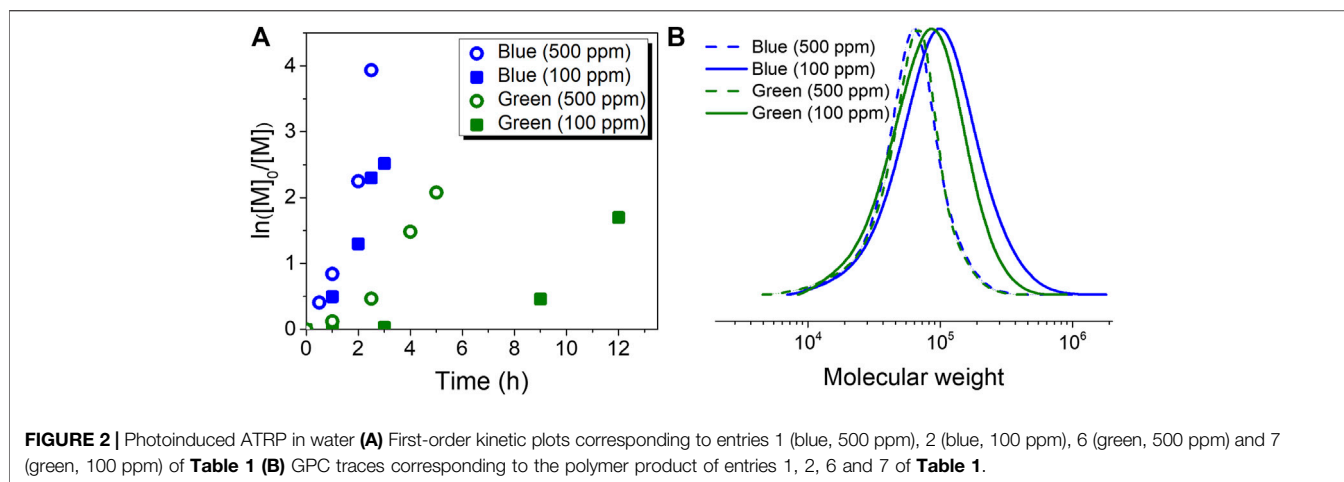 A
Blue (500 ppm)
Blue (100 ppm)
Green (500 ppm)
Green (100 ppm)
ln([M]0/[M])
4
3
2
1
0
0 2 4 6 8 10 12
Time (h)
B
Blue (500 ppm)
Blue (100 ppm)
Green (500 ppm)
Green (100 ppm)
10^4 10^5 10^6
Molecular weight
FIGURE 2 | Photoinduced ATRP in water (A) First-order kinetic plots corresponding to entries 1 (blue, 500 ppm), 2 (blue, 100 ppm), 6 (green, 500 ppm) and 7
(green, 100 ppm) of Table 1 (B) GPC traces corresponding to the polymer product of entries 1, 2, 6 and 7 of Table 1.